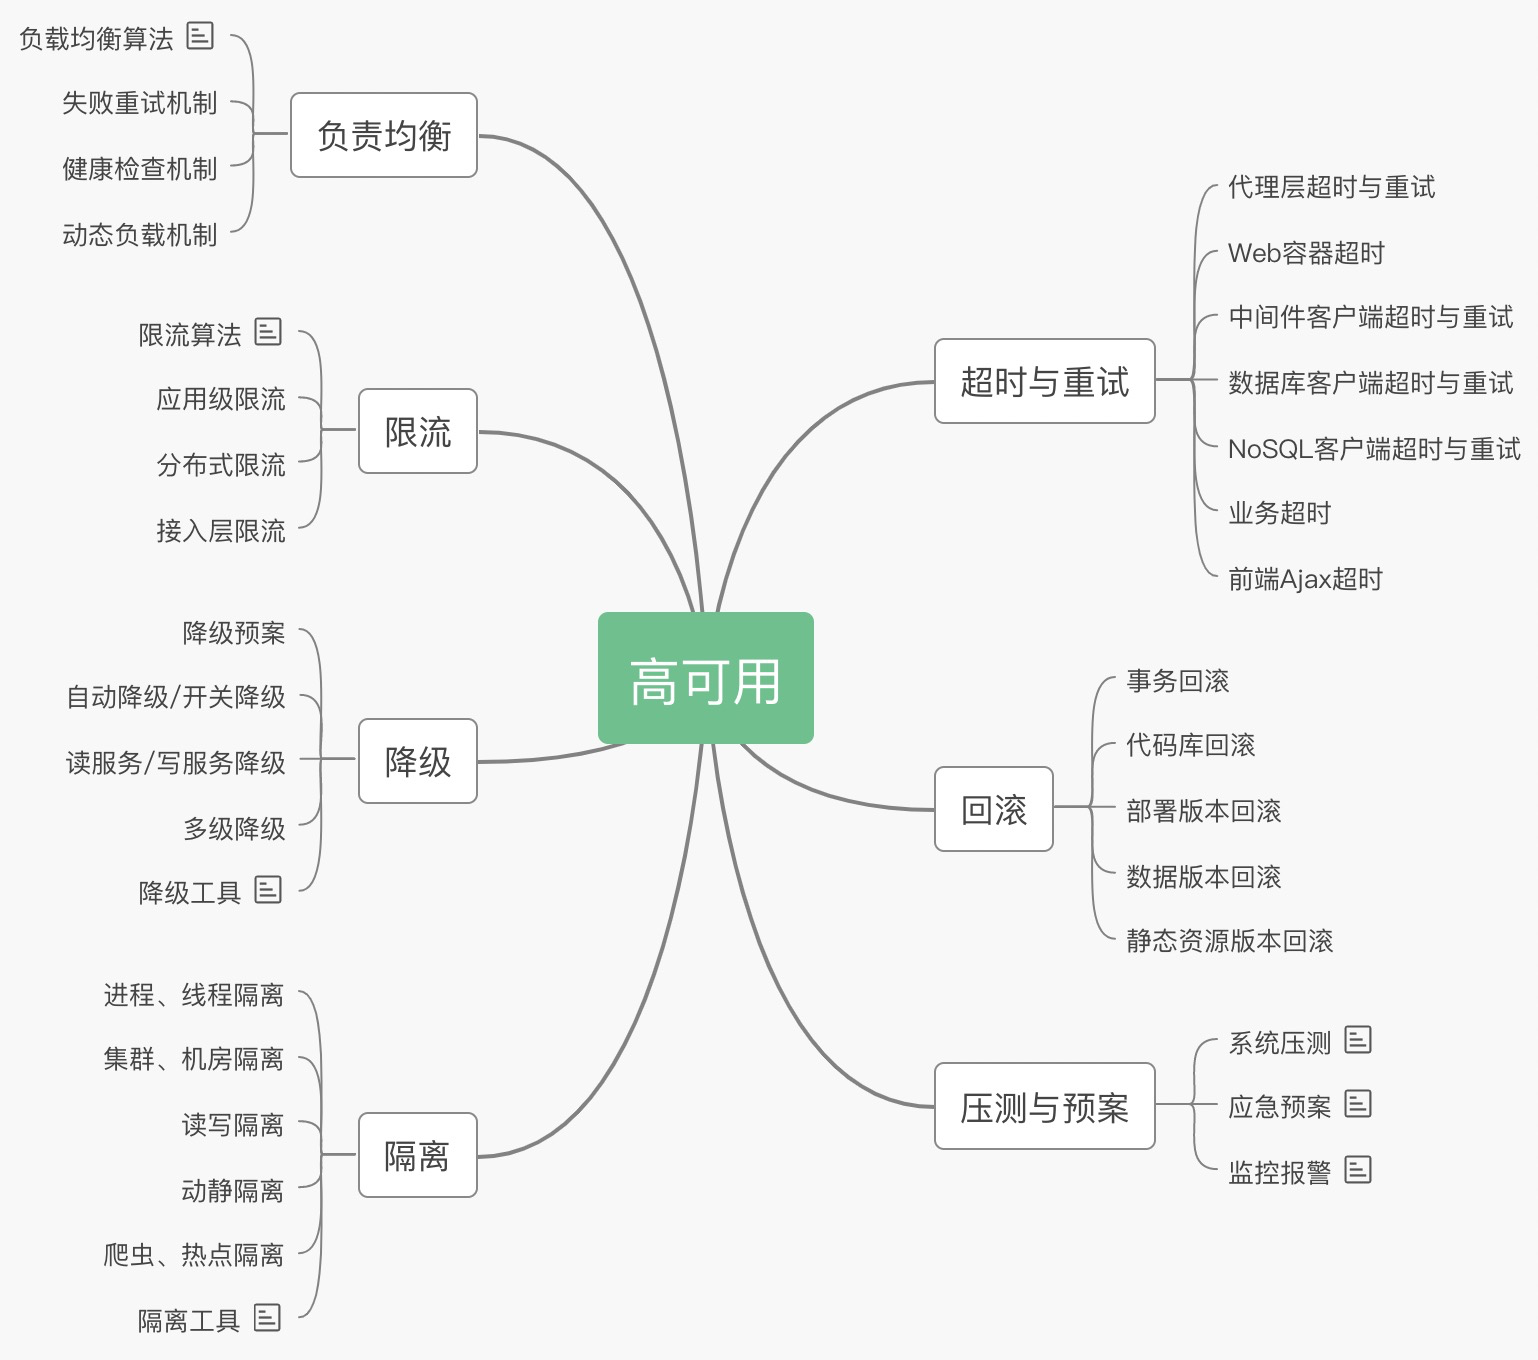 高可用
负责均衡
负载均衡算法
失败重试机制
健康检查机制
动态负载机制
限流
限流算法
应用级限流
分布式限流
接入层限流
降级
降级预案
自动降级/开关降级
读服务/写服务降级
多级降级
降级工具
隔离
进程、线程隔离
集群、机房隔离
读写隔离
动静隔离
爬虫、热点隔离
隔离工具
超时与重试
代理层超时与重试
Web容器超时
中间件客户端超时与重试
数据库客户端超时与重试
NoSQL客户端超时与重试
业务超时
前端Ajax超时
回滚
事务回滚
代码库回滚
部署版本回滚
数据版本回滚
静态资源版本回滚
压测与预案
系统压测
应急预案
监控报警